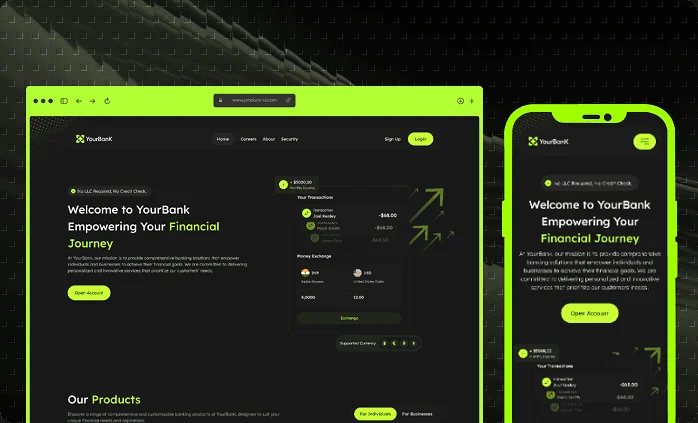 www.produce-ui.com
YourBanK
Home
Careers
About
Security
Sign Up
Login
No LLC Required, No Credit Check.
Welcome to YourBank
Empowering Your Financial
Journey
At YourBank, our mission is to provide comprehensive banking solutions that empower
individuals and businesses to achieve their financial goals. We are committed to delivering
personalized and innovative services that prioritize our customers' needs.
Open Account
+ $5000,00
Monthly Income
Your Transactions
Transaction
Joel Kenley
-$68.00
Transaction
Mark Smith
-$68.00
-$68.00
Money Exchange
INR
Indian Rupees
USD
United States Dollar
5,0000
12.00
Exchange
Supported Currency
$
€
Our Products
Discover a range of comprehensive and customizable banking products at YourBank, designed to suit your
unique financial needs and aspirations.
For Individuals
For Businesses
YourBanK
No LLC Required, No Credit Check.
Welcome to YourBank
Empowering Your
Financial Journey
At YourBank, our mission is to provide comprehensive
banking solutions that empower individuals and
businesses to achieve their financial goals. We are
committed to delivering personalized and innovative
services that prioritize our customers' needs.
Open Account
+ $5000,00
Monthly Income
Your Transactions
Transaction
Joel Kenley
-$68.00
Transaction
Mark Smith
-$68.00
-$68.00